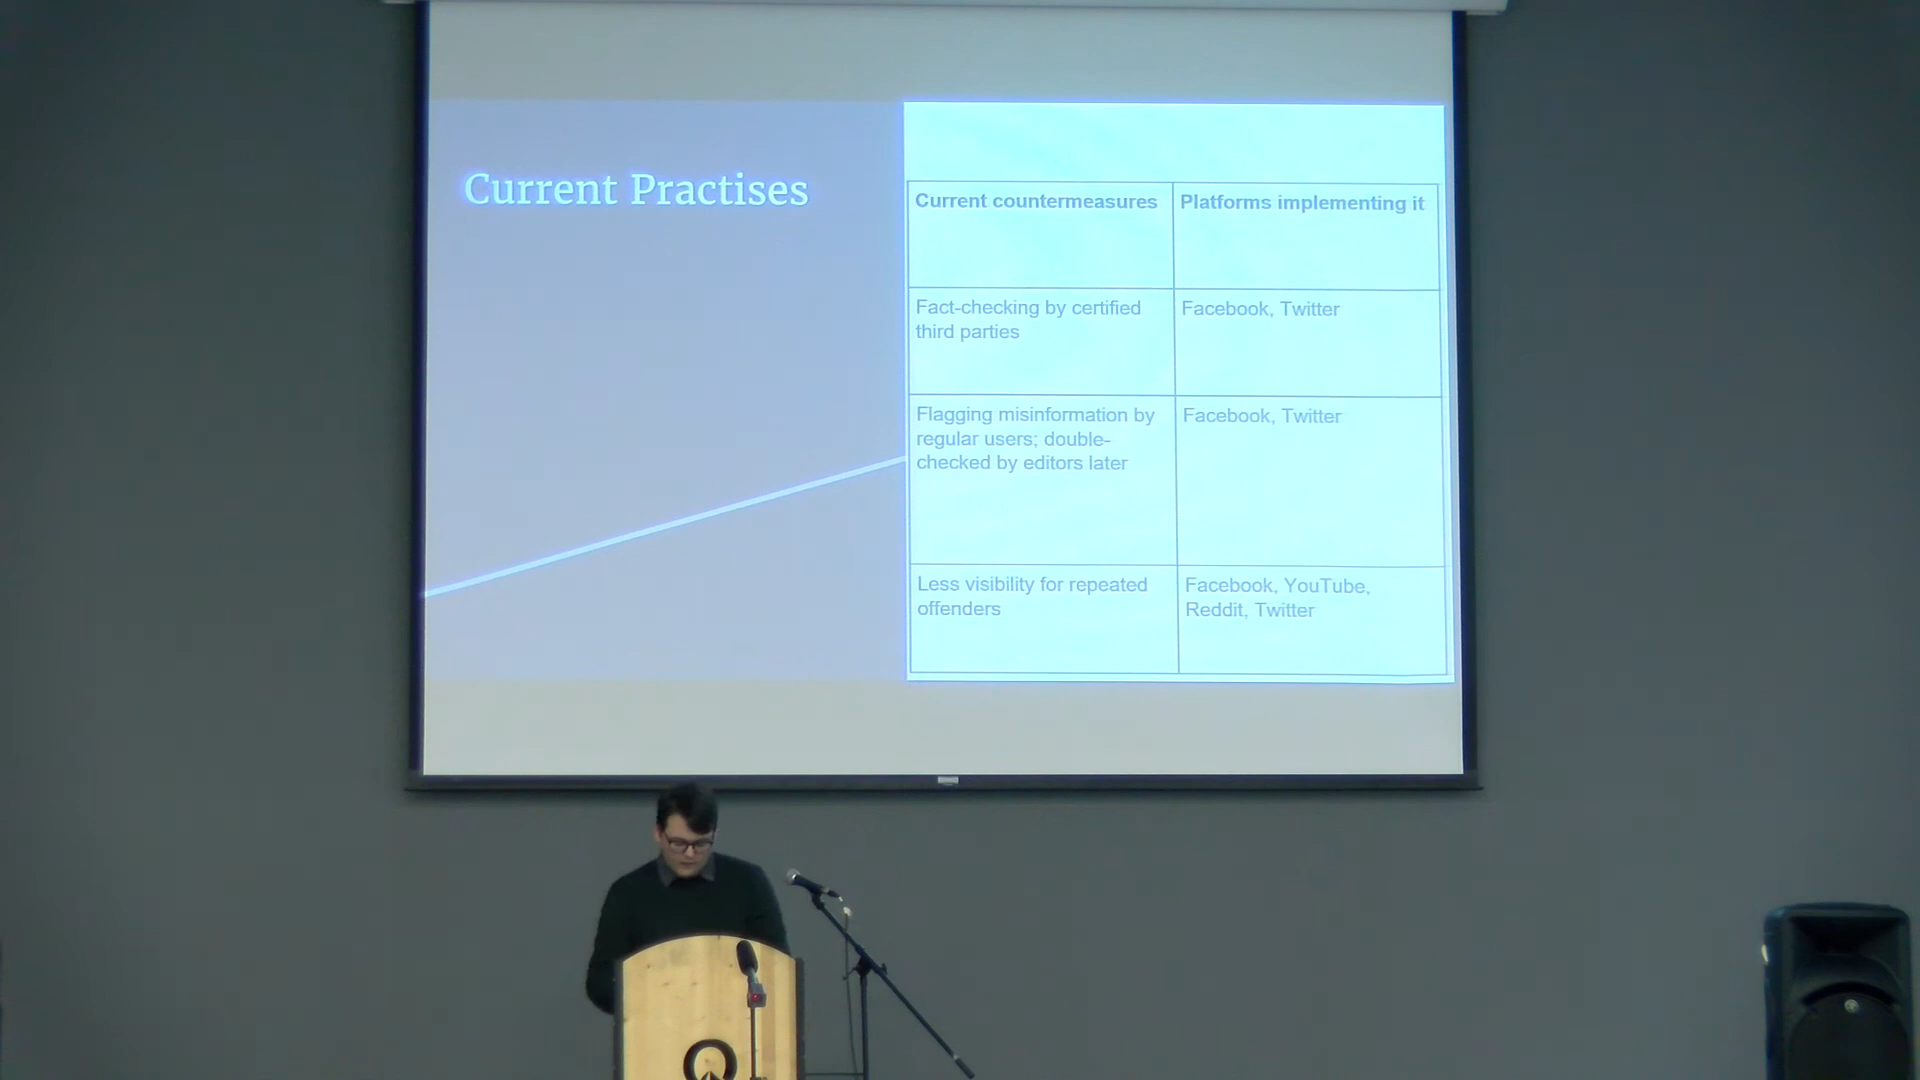 Current Practises
Current countermeasures
Platforms implementing it
Fact-checking by certified
third parties
Facebook, Twitter
Flagging misinformation by
regular users; double-
checked by editors later
Facebook, Twitter
Less visibility for repeated
offenders
Facebook, YouTube,
Reddit, Twitter